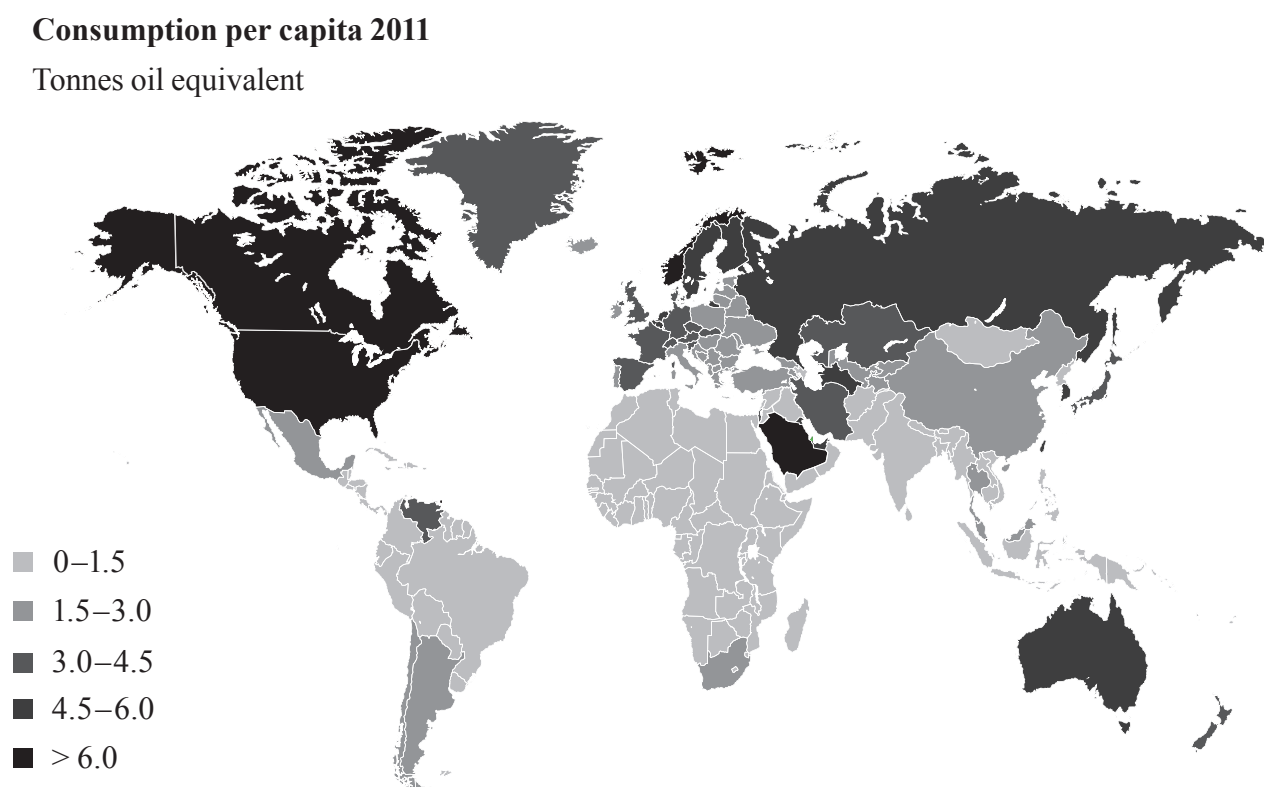 Consumption per capita 2011
Tonnes oil equivalent
0–1.5
1.5–3.0
3.0–4.5
4.5–6.0
> 6.0